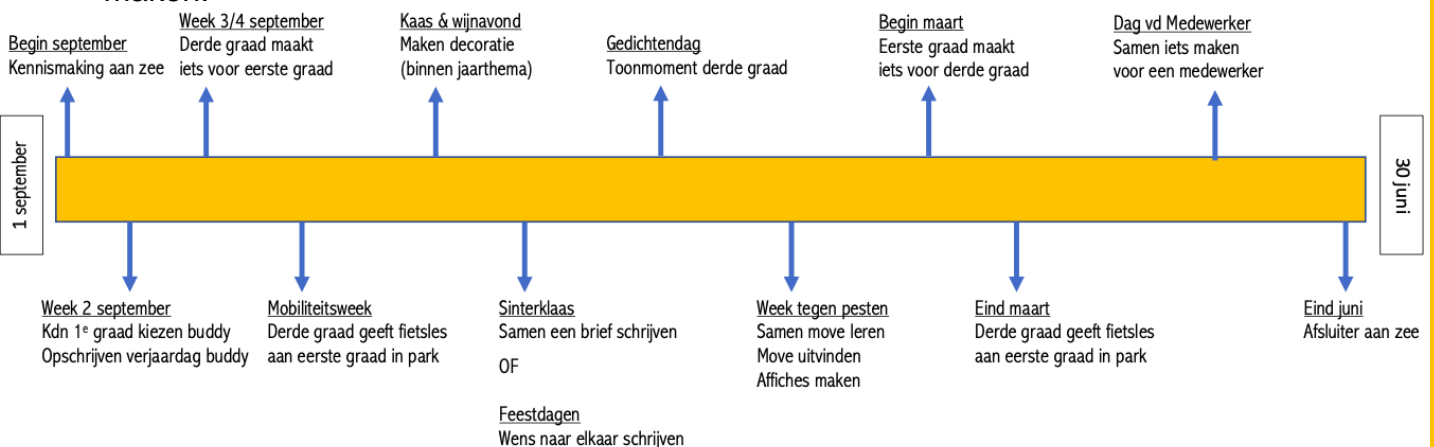 maken.
Begin september
Kennismaking aan zee
Week 3/4 september
Derde graad maakt
iets voor eerste graad
Kaas & wijnavond
Maken decoratie
(binnen jaarthema)
Gedichtendag
Toonmoment derde graad
Begin maart
Eerste graad maakt
iets voor derde graad
Dag vd Medewerker
Samen iets maken
voor een medewerker
1 september
30 juni
Week 2 september
Kdn 1e graad kiezen buddy
Opschrijven verjaardag buddy
Mobiliteitsweek
Derde graad geeft fietsles
aan eerste graad in park
Sinterklaas
Samen een brief schrijven
OF
Feestdagen
Wens naar elkaar schrijven
Week tegen pesten
Samen move leren
Move uitvinden
Affiches maken
Eind maart
Derde graad geeft fietsles
aan eerste graad in park
Eind juni
Afsluiter aan zee